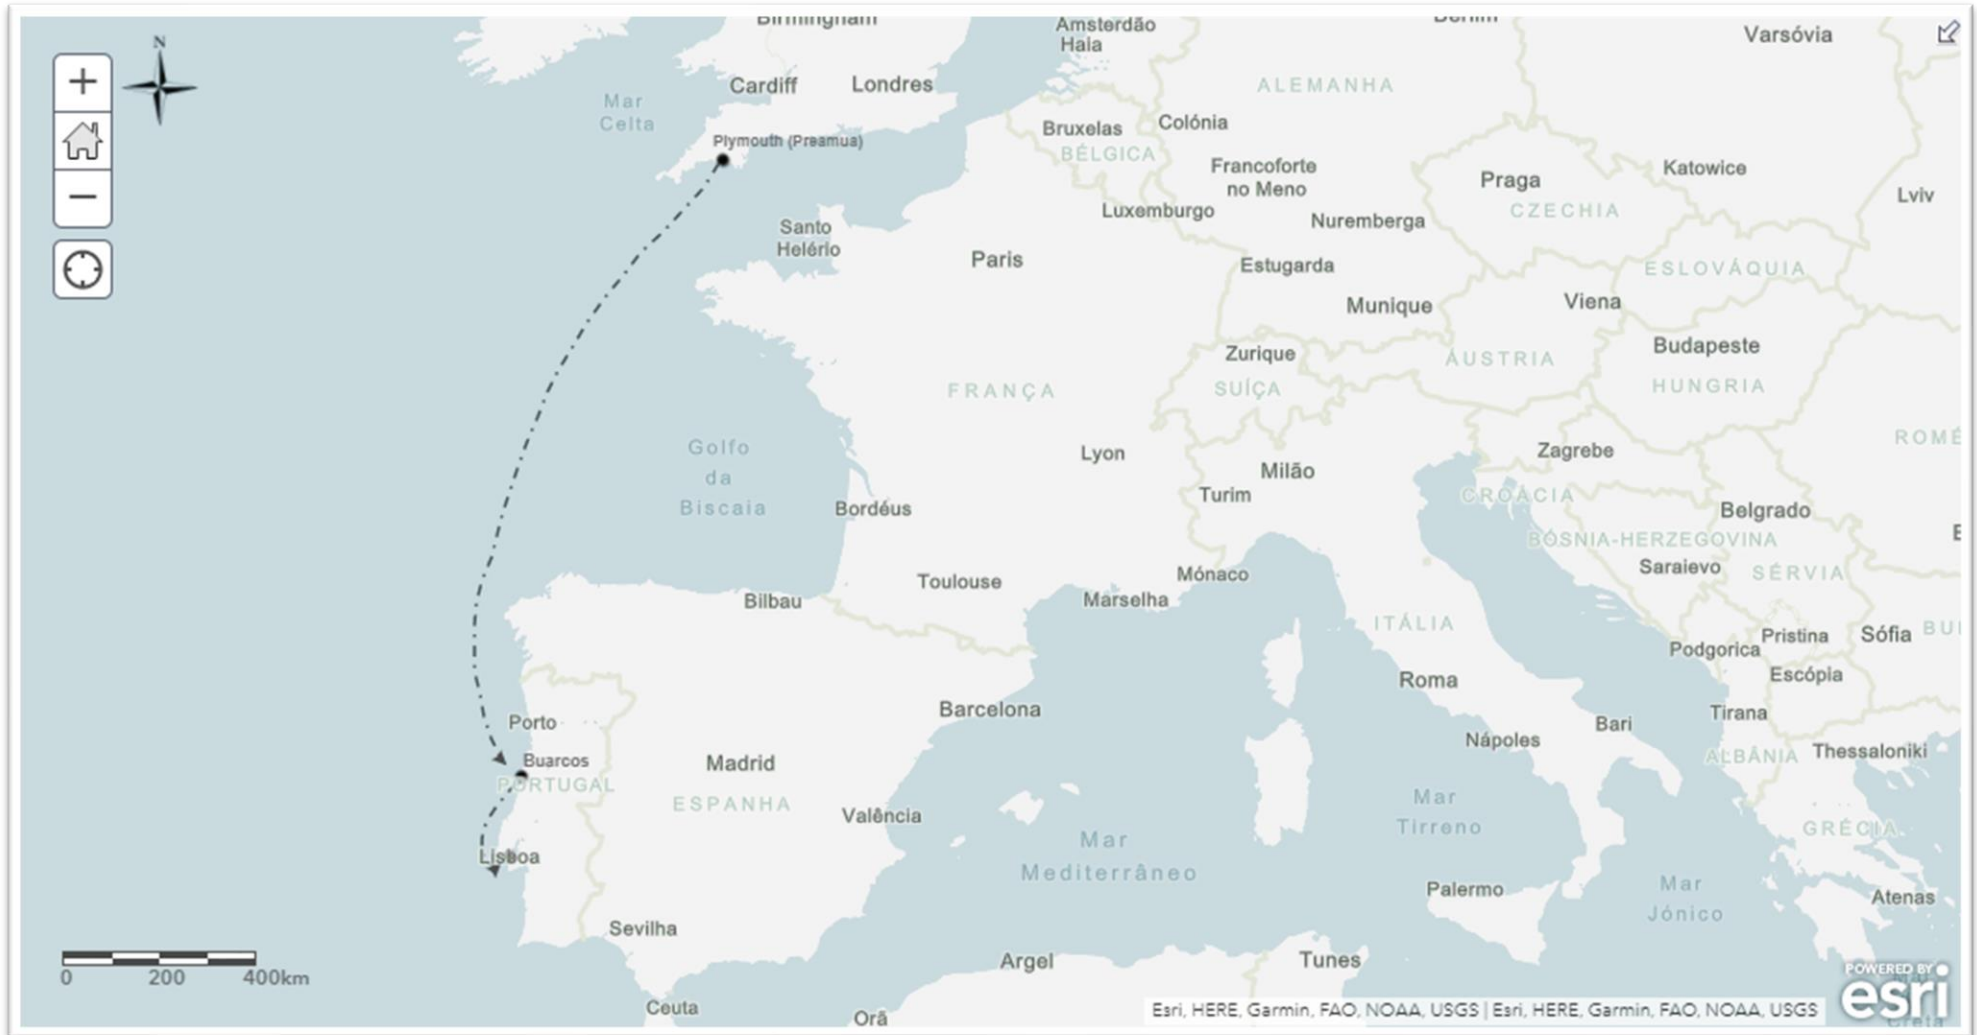 Birmingham
Amsterdão
Haia
Berlim
Varsóvia
N
+
−
Cardiff
Londres
Mar
Celta
ALEMANHA
Plymouth (Preamua)
Bruxelas
BÉLGICA
Colónia
Francoforte
no Meno
Praga
CZECHIA
Katowice
Lviv
Luxemburgo
Nuremberga
Santo
Helério
Paris
Estugarda
ESLOVÁQUIA
Munique
Viena
Zurique
SUÍÇA
ÁUSTRIA
Budapeste
HUNGRIA
FRANÇA
Golfo
da
Biscaia
Lyon
Milão
Turim
Zagrebe
ROMÉ
CROÁCIA
Bordéus
Belgrado
BÓSNIA-HERZEGOVINA
Saraievo
SÉRVIA
Toulouse
Mónaco
Marselha
Bilbau
ITÁLIA
Pristina
Sófia
BUL
Podgorica
Escópia
Roma
Barcelona
Tirana
Porto
Bari
Nápoles
ALBÂNIA
Thessaloniki
Buarcos
PORTUGAL
Madrid
ESPANHA
Valência
Mar
Tirreno
GRÉCIA
Mar
Mediterrâneo
Lisboa
Palermo
Mar
Jónico
Atenas
Sevilha
Argel
Tunes
0 200 400km
Ceuta
Orã
Esri, HERE, Garmin, FAO, NOAA, USGS | Esri, HERE, Garmin, FAO, NOAA, USGS
POWERED BY
esri
Creta